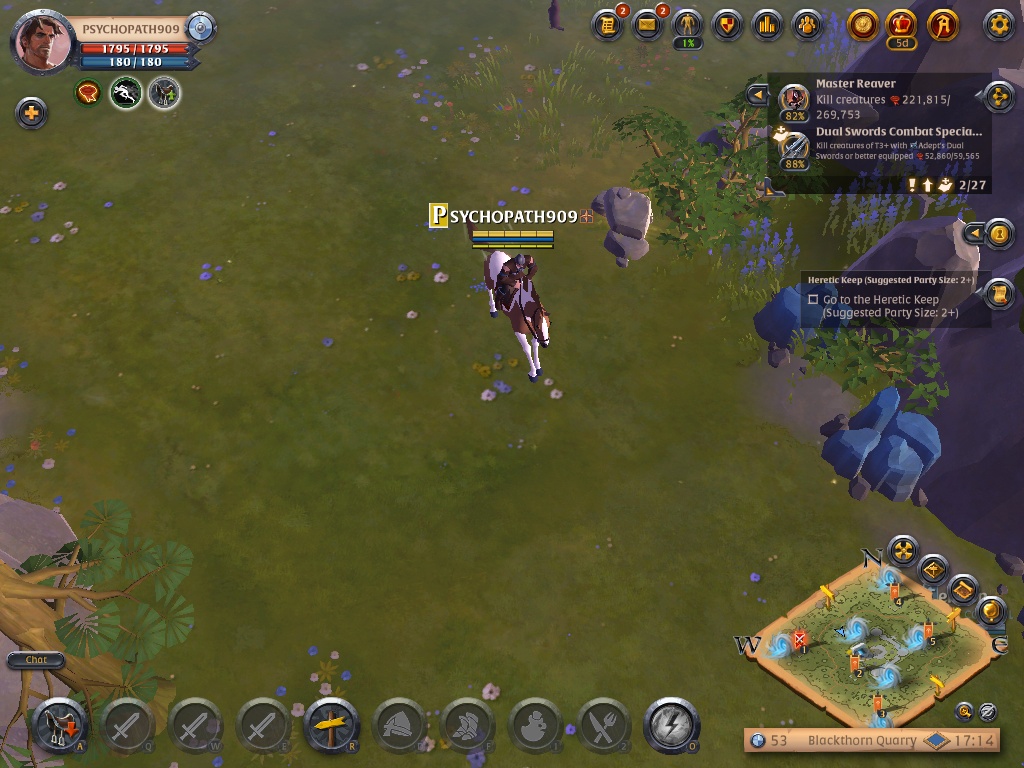 PSYCHOPATH909
1795 / 1795
180 / 180
2
2
1%
5d
Master Reaver
Kill creatures 221,815/
269,753
82%
Dual Swords Combat Specia...
Kill creatures of T3+ with Adept's Dual
Swords or better equipped 52,860/59,565
88%
2/27
PSYCHOPATH909
Heretic Keep (Suggested Party Size: 2+)
Go to the Heretic Keep
(Suggested Party Size: 2+)
N
W
E
4
1
5
2
3
Chat
A
Q
W
E
R
F
2
O
53 Blackthorn Quarry 17:14